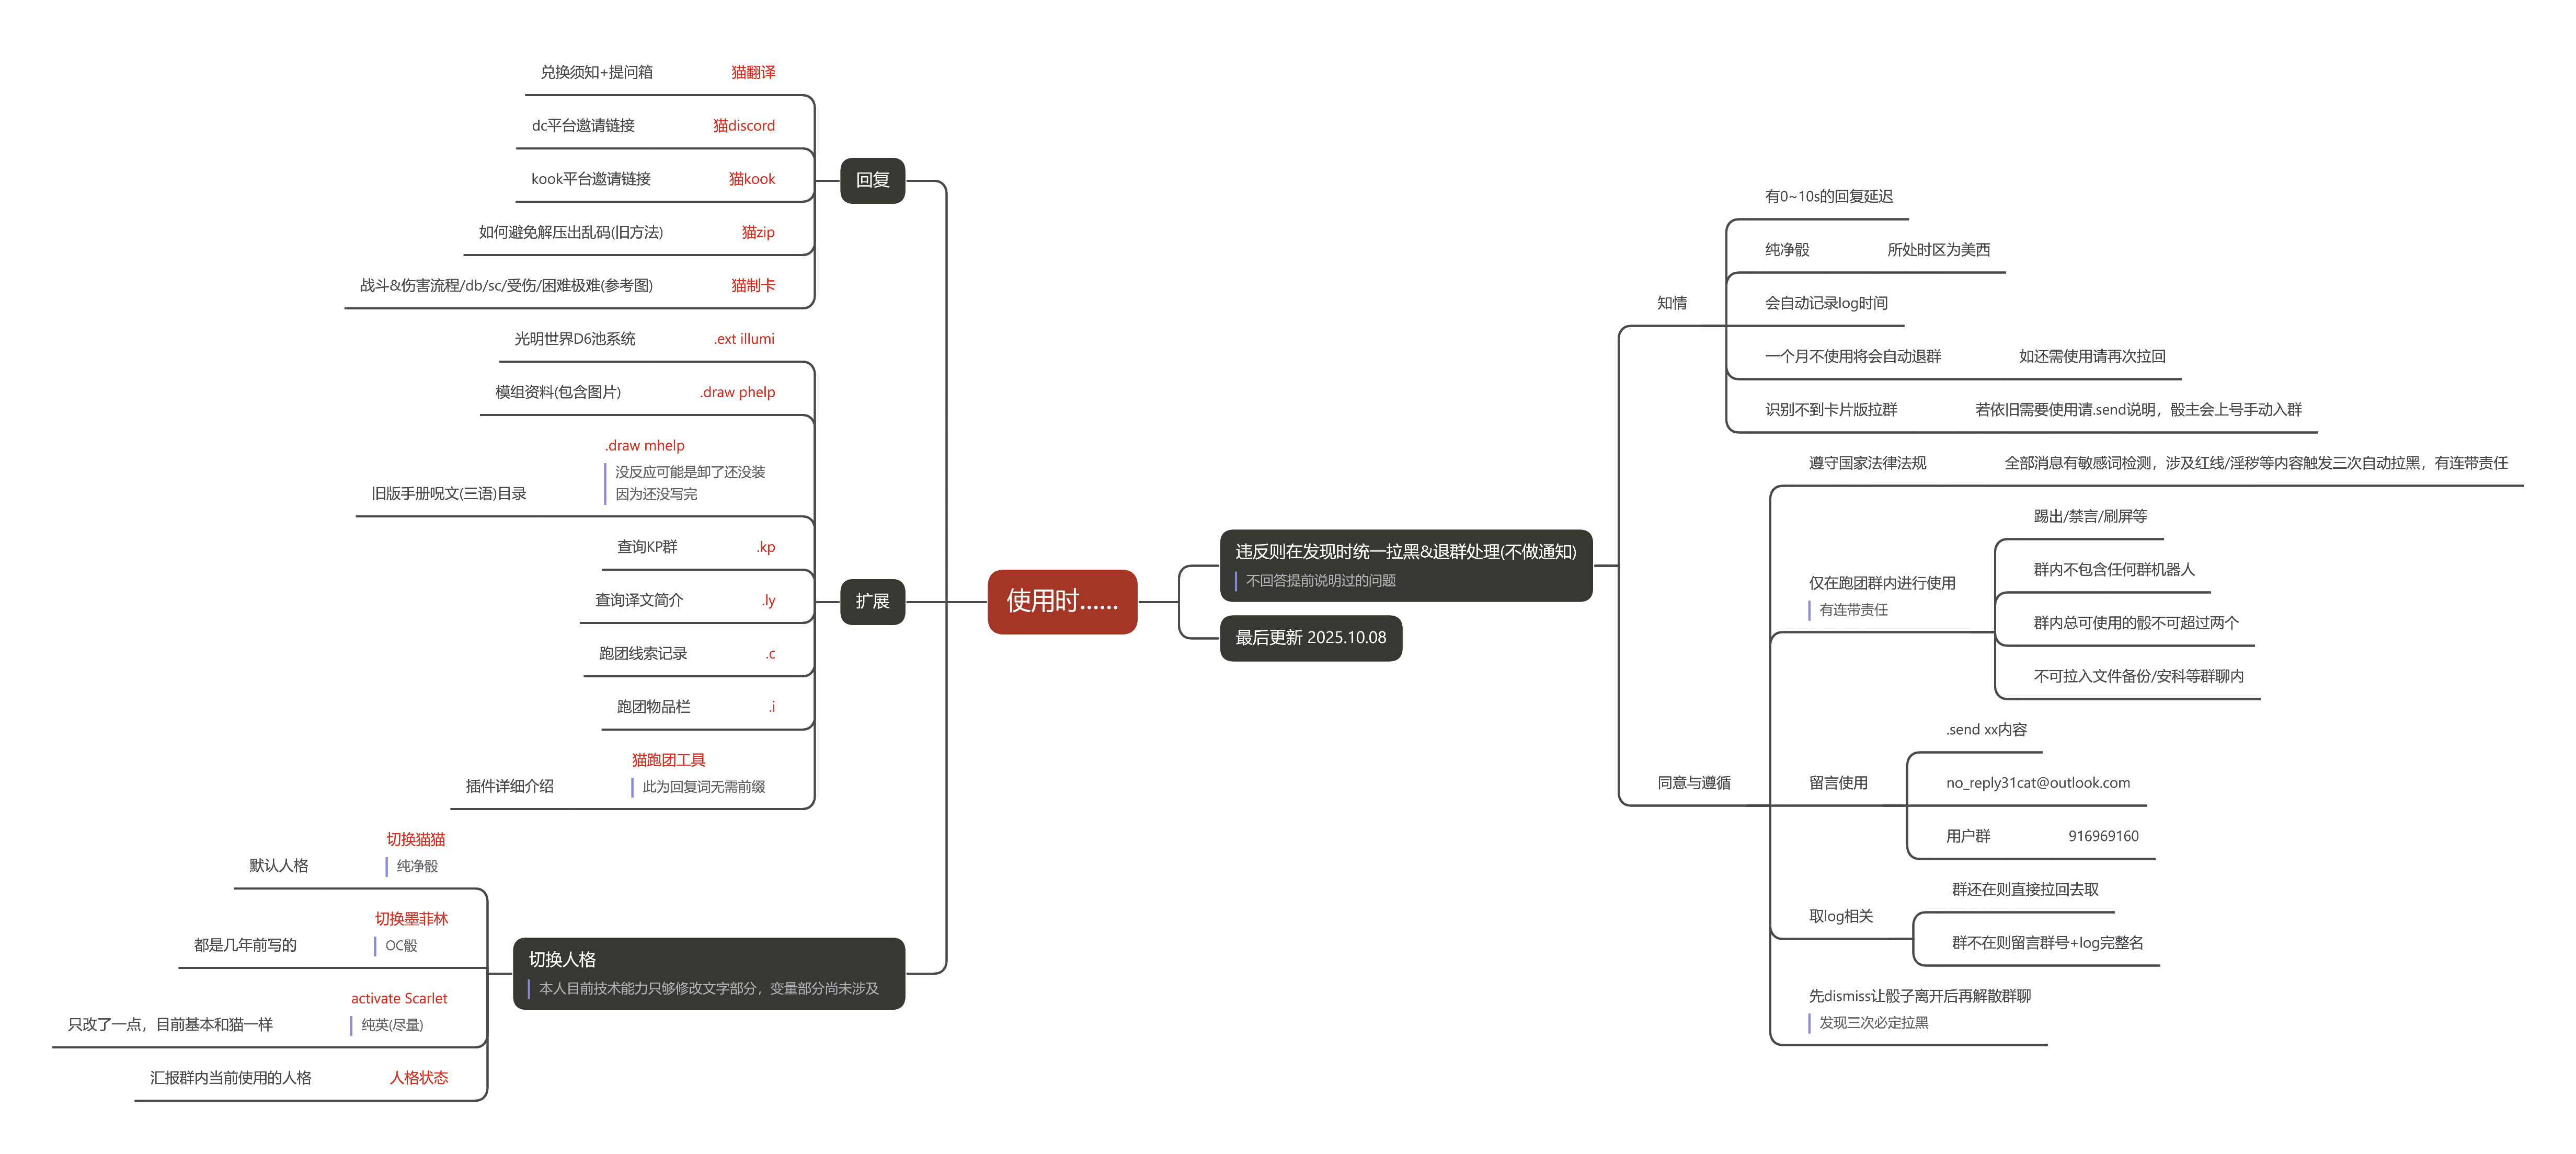 使用时……
违反则在发现时统一拉黑&退群处理(不做通知)
不回答提前说明过的问题
知情
有0~10s的回复延迟
纯净骰 所处时区为美西
会自动记录log时间
一个月不使用将会自动退群 如还需使用请再次拉回
识别不到卡片版拉群 若依旧需要使用请.send说明，骰主会上号手动入群
同意与遵循
遵守国家法律法规 全部消息有敏感词检测，涉及红线/淫秽等内容触发三次自动拉黑，有连带责任
仅在跑团群内进行使用
有连带责任
踢出/禁言/刷屏等
群内不包含任何群机器人
群内总可使用的骰不可超过两个
不可拉入文件备份/安科等群聊内
留言使用
.send xx内容
no_reply31cat@outlook.com
用户群 916969160
取log相关
群还在则直接拉回去取
群不在则留言群号+log完整名
先dismiss让骰子离开后再解散群聊
发现三次必定拉黑
最后更新 2025.10.08
回复
兑换须知+提问箱 猫翻译
dc平台邀请链接 猫discord
kook平台邀请链接 猫kook
如何避免解压出乱码(旧方法) 猫zip
战斗&伤害流程/db/sc/受伤/困难极难(参考图) 猫制卡
扩展
光明世界D6池系统 .ext illumi
模组资料(包含图片) .draw phelp
.draw mhelp
没反应可能是卸了还没装
因为还没写完
旧版手册呪文(三语)目录
查询KP群 .kp
查询译文简介 .ly
跑团线索记录 .c
跑团物品栏 .i
猫跑团工具
此为回复词无需前缀
插件详细介绍
切换人格
本人目前技术能力只够修改文字部分，变量部分尚未涉及
切换猫猫
纯净骰
默认人格
切换墨菲林
OC骰
都是几年前写的
activate Scarlet
纯英(尽量)
只改了一点，目前基本和猫一样
汇报群内当前使用的人格 人格状态